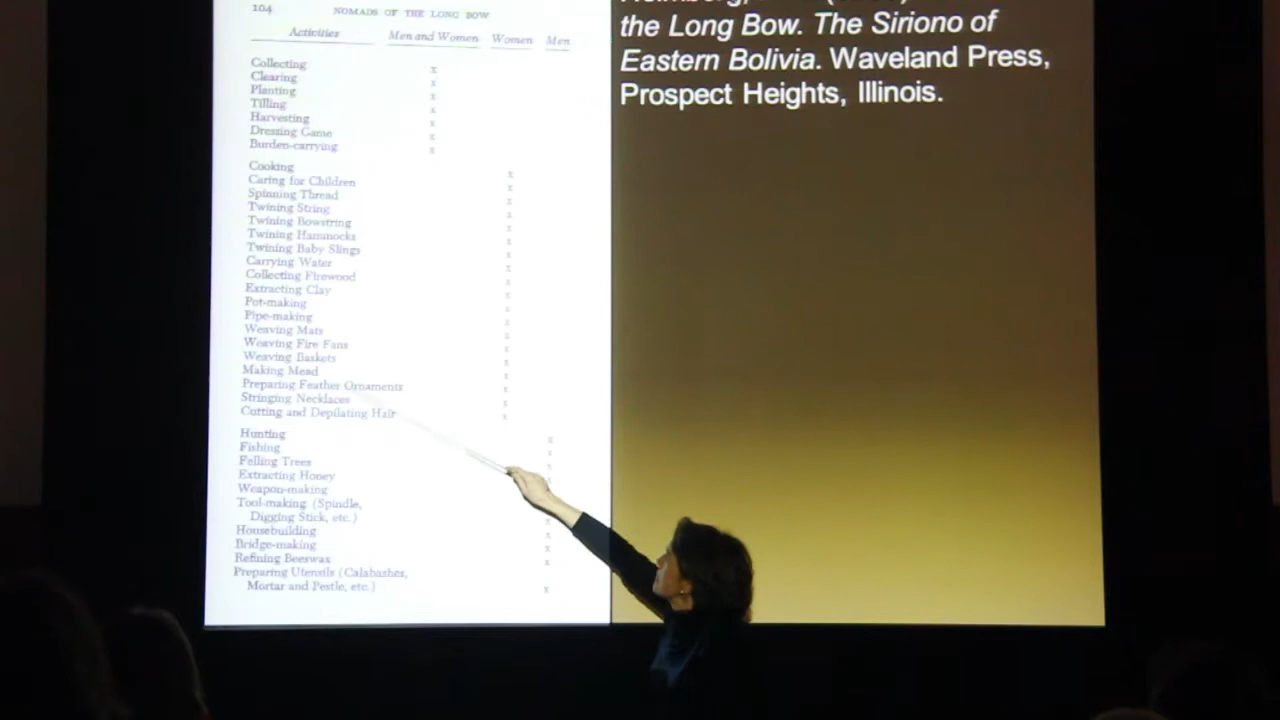 104 NOMADS OF THE LONG BOW
Activities Men and Women Women Men
Collecting x
Clearing x
Planting x
Tilling x
Harvesting x
Dressing Game x
Burden-carrying x
Cooking x
Caring for Children x
Spinning Thread x
Twining String x
Twining Bowstring x
Twining Hammocks x
Twining Baby Slings x
Carrying Water x
Collecting Firewood x
Extracting Clay x
Pot-making x
Pipe-making x
Weaving Mats x
Weaving Fire Fans x
Weaving Baskets x
Making Mead x
Preparing Feather Ornaments x
Stringing Necklaces x
Cutting and Depilating Hair x
Hunting x
Fishing x
Felling Trees x
Extracting Honey x
Weapon-making
Tool-making (Spindle,
Digging Stick, etc.) x
Housebuilding x
Bridge-making x
Refining Beeswax x
Preparing Utensils (Calabashes,
Mortar and Pestle, etc.) x
the Long Bow. The Siriono of
Eastern Bolivia. Waveland Press,
Prospect Heights, Illinois.